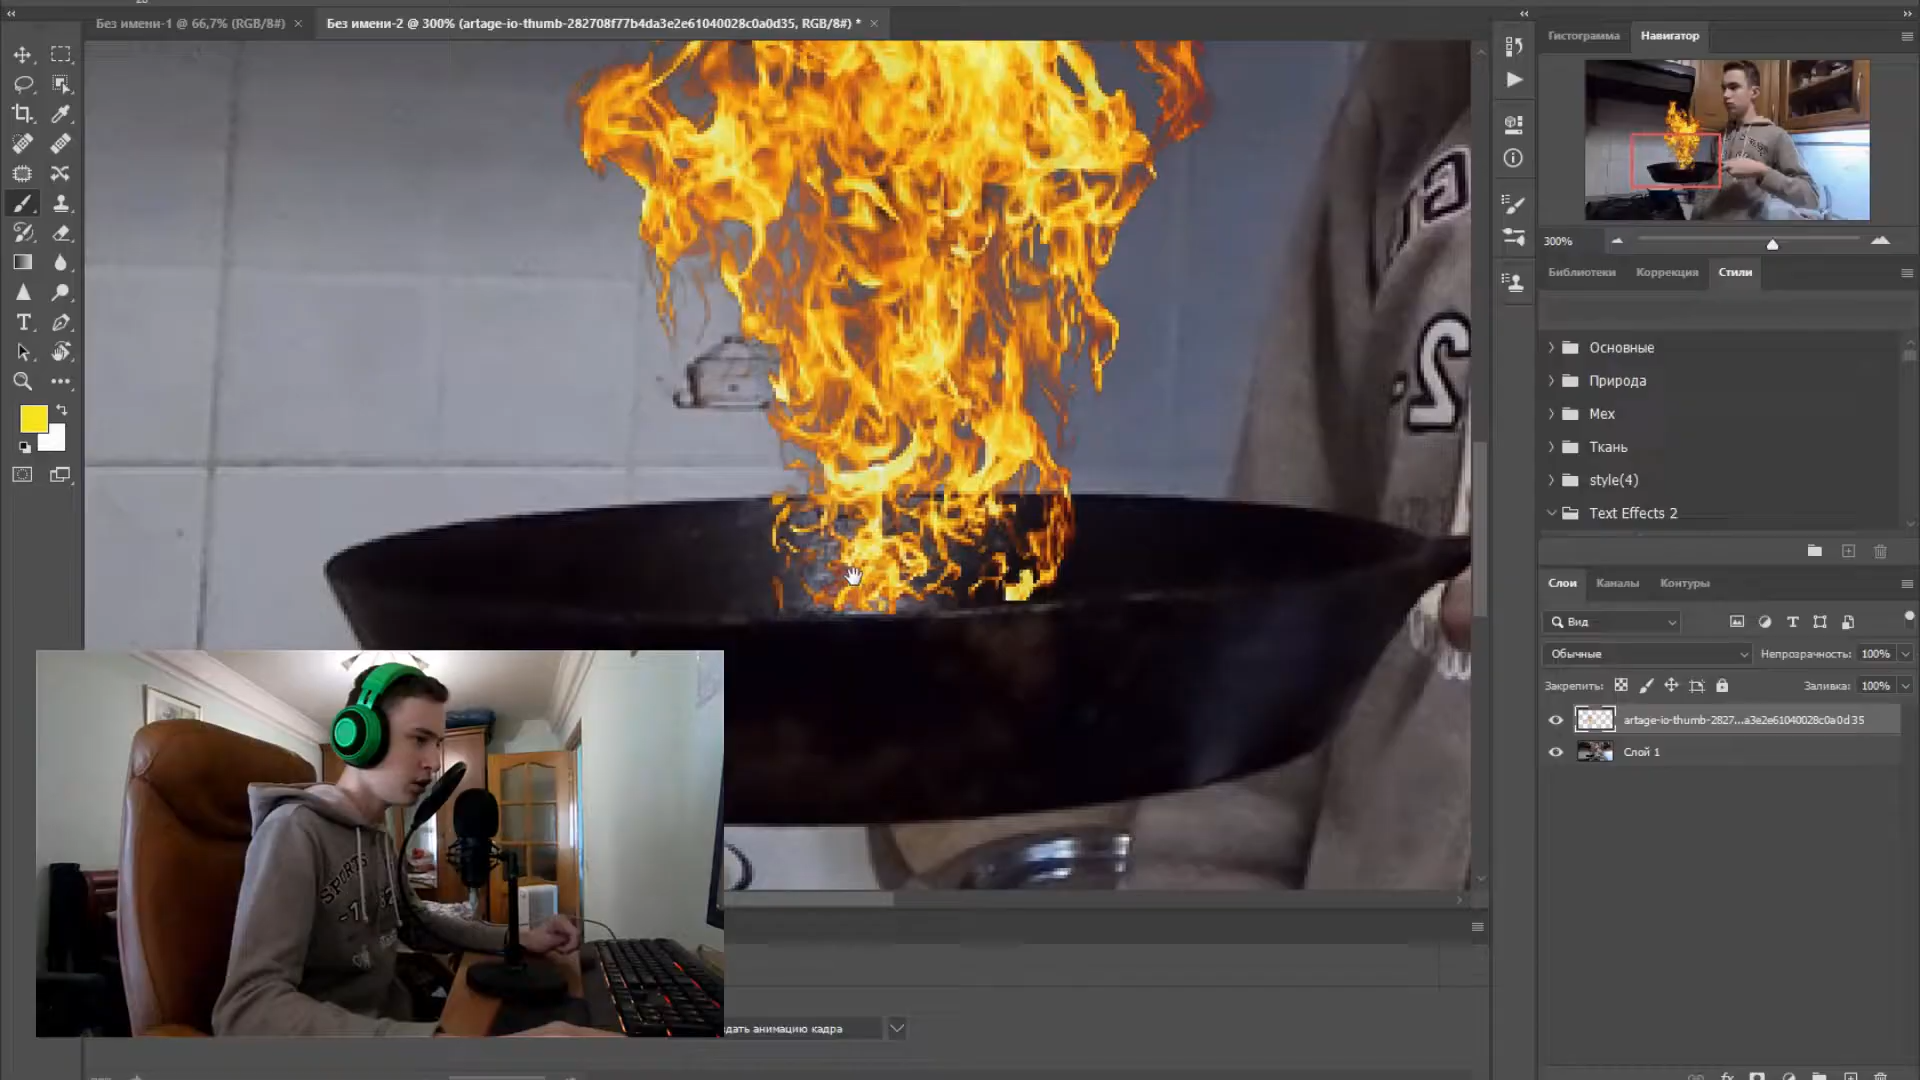 Без имени-1 @ 66,7% (RGB/8#) ×
Без имени-2 @ 300% (artage-io-thumb-282708f77b4da3e2e61040028c0a0d35, RGB/8#) * ×
Гистограмма
Навигатор
300%
Библиотеки
Коррекция
Стили
Основные
Природа
Мех
Ткань
style(4)
Text Effects 2
Слои
Каналы
Контуры
Вид
Обычные
Непрозрачность: 100%
Закрепить:
Заливка: 100%
artage-io-thumb-2827...a3e2e61040028c0a0d35
Слой 1
2
SPORTS
дать анимацию кадра